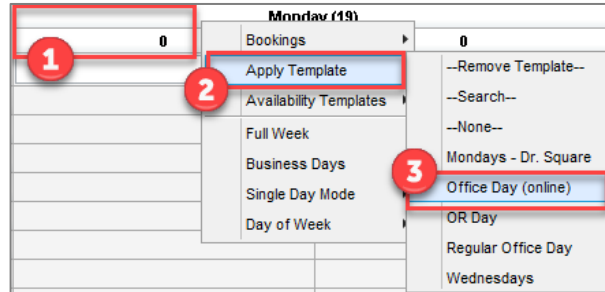 Monday (19)
0
0
1
Bookings
2
Apply Template
Availability Templates
Full Week
Business Days
Single Day Mode
Day of Week
--Remove Template--
--Search--
--None--
Mondays - Dr. Square
3
Office Day (online)
OR Day
Regular Office Day
Wednesdays